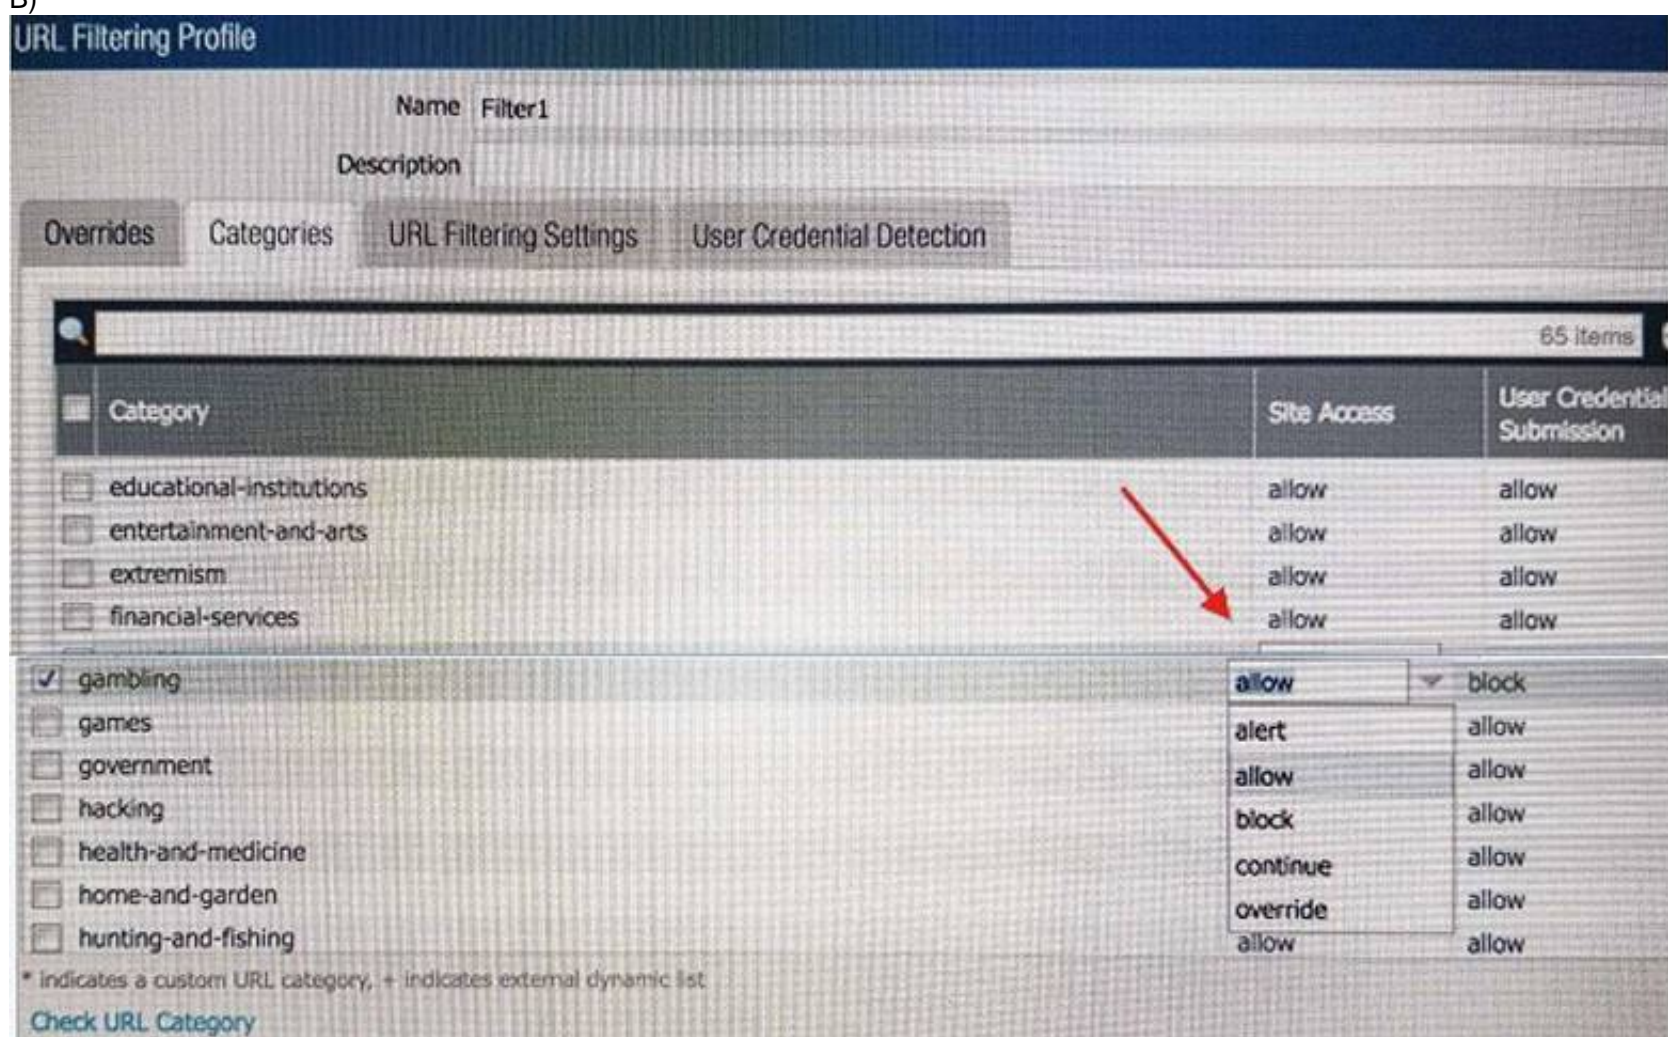 B)
URL Filtering Profile
Name Filter1
Description
Overrides Categories URL Filtering Settings User Credential Detection
65 items
Category Site Access User Credential
Submission
educational-institutions allow allow
entertainment-and-arts allow allow
extremism allow allow
financial-services allow allow
gambling allow block
games alert allow
government allow allow
hacking block allow
health-and-medicine continue allow
home-and-garden override allow
hunting-and-fishing allow allow
* indicates a custom URL category, + indicates external dynamic list
Check URL Category